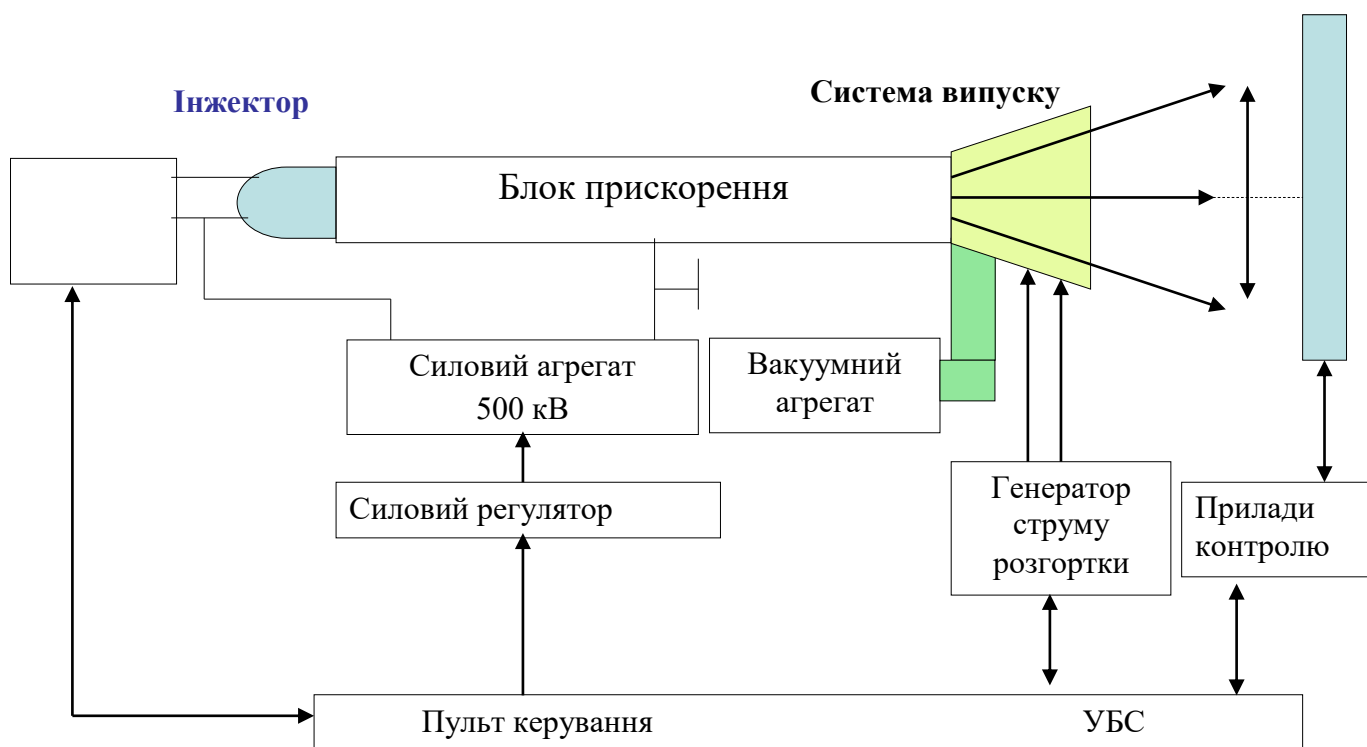 Інжектор
Система випуску
Блок прискорення
Силовий агрегат
500 кВ
Вакуумний
агрегат
Силовий регулятор
Генератор
струму
розгортки
Прилади
контролю
Пульт керування
УБС